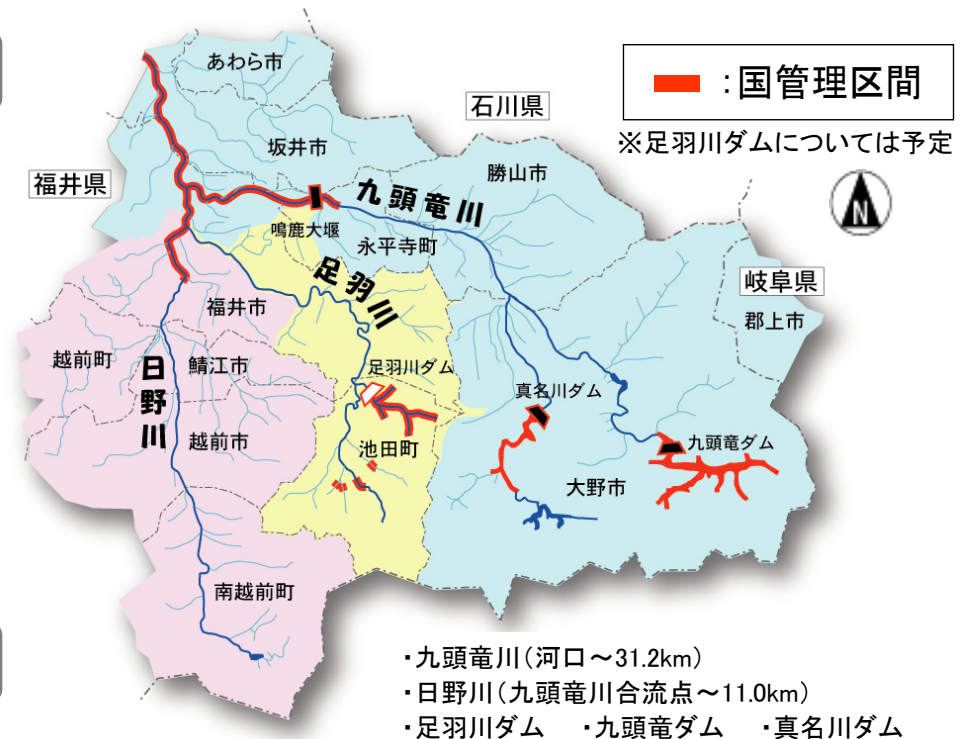 あわら市
:国管理区間
石川県
※足羽川ダムについては予定
坂井市
勝山市
福井県
九頭竜川
N
鳴鹿大堰
永平寺町
足羽川
岐阜県
福井市
郡上市
越前町
日野川
鯖江市
足羽川ダム
真名川ダム
越前市
池田町
九頭竜ダム
大野市
南越前町
・九頭竜川(河口～31.2km)
・日野川(九頭竜川合流点～11.0km)
・足羽川ダム ・九頭竜ダム ・真名川ダム